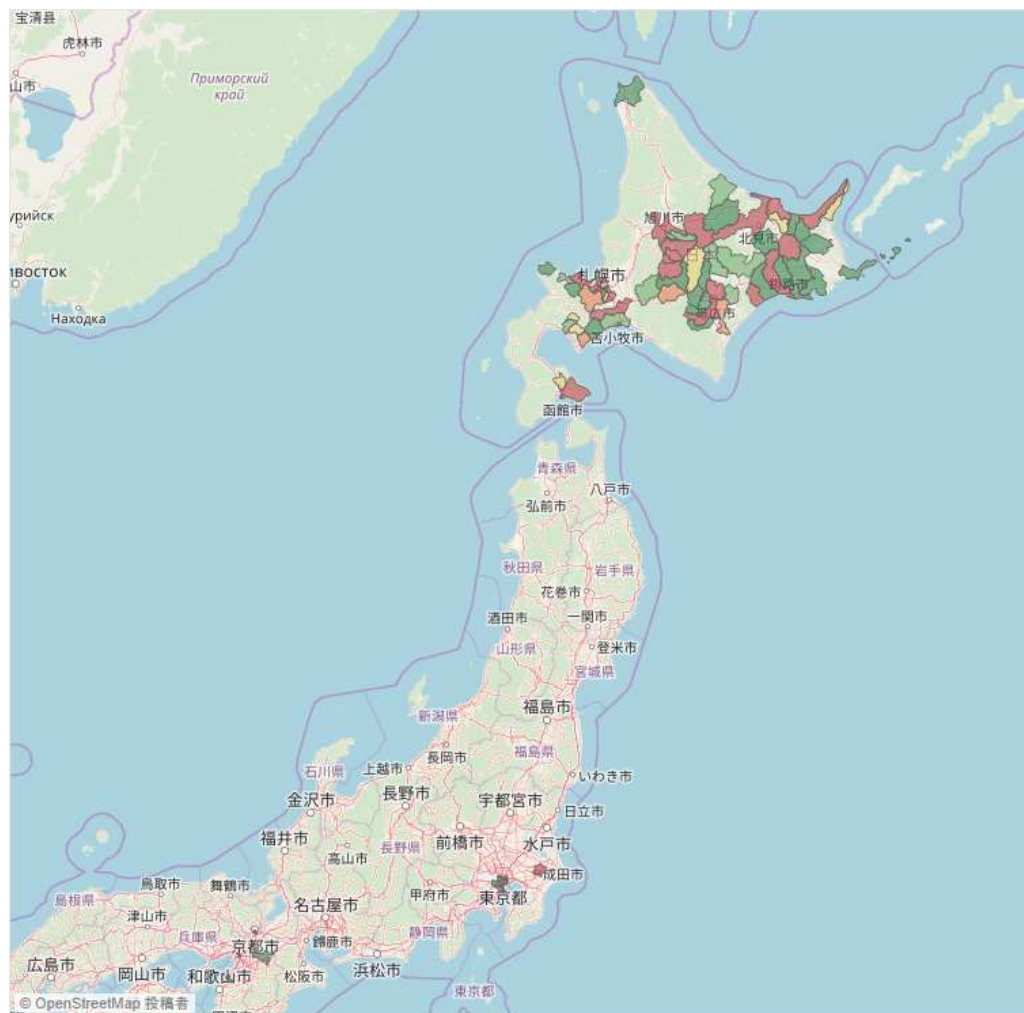 宝清县
虎林市
山市
Приморский
край
урийск
旭川市
北見市
ивосток
札幌市
Находка
釧路市
帯広市
苫小牧市
函館市
青森県
八戸市
弘前市
秋田県
岩手県
花巻市
酒田市
一関市
山形県
登米市
宮城県
福島市
新潟県
長岡市
福島県
石川県
上越市
いわき市
金沢市
長野市
宇都宮市
日立市
福井市
前橋市
水戸市
長野県
高山市
成田市
鳥取市
舞鶴市
甲府市
東京都
島根県
名古屋市
津山市
静岡県
兵庫県
京都市
鈴鹿市
広島市
岡山市
和歌山市
松阪市
浜松市
東京都
© OpenStreetMap 投稿者